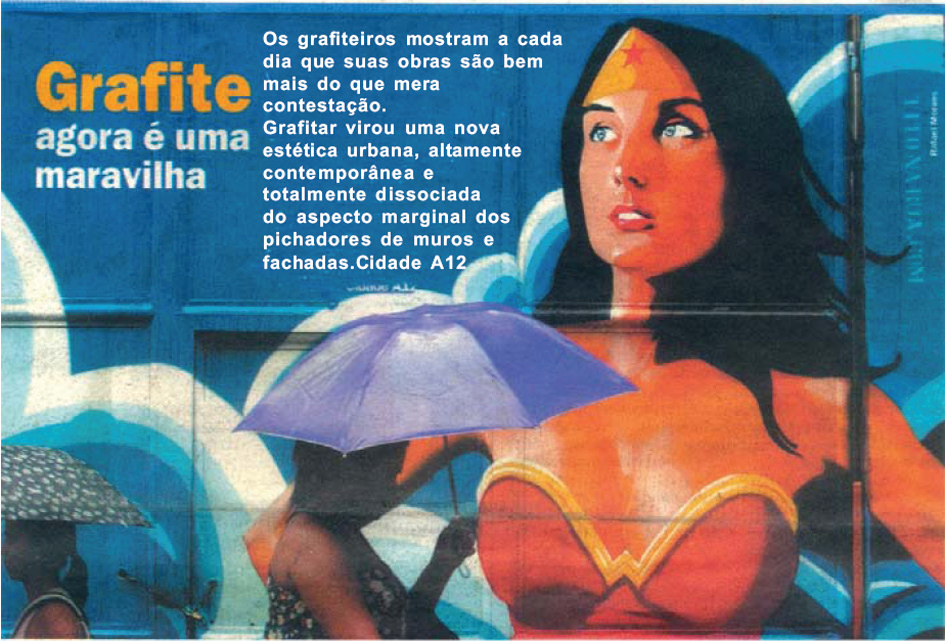 Grafite
agora é uma
maravilha
Os grafiteiros mostram a cada
dia que suas obras são bem
mais do que mera
contestação.
Grafitar virou uma nova
estética urbana, altamente
contemporânea e
totalmente dissociada
do aspecto marginal dos
pichadores de muros e
fachadas.Cidade A12
Rafael Moraes